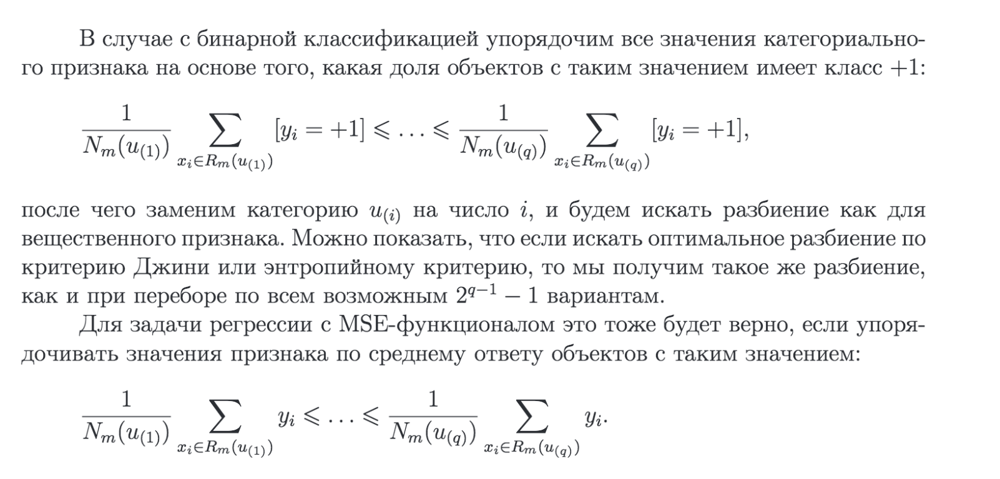 В случае с бинарной классификацией упорядочим все значения категориально-
го признака на основе того, какая доля объектов с таким значением имеет класс +1:
$$\frac{1}{N_m(u_{(1)})} \sum_{x_i \in R_m(u_{(1)})} [y_i = +1] \leqslant \ldots \leqslant \frac{1}{N_m(u_{(q)})} \sum_{x_i \in R_m(u_{(q)})} [y_i = +1],$$
после чего заменим категорию $u_{(i)}$ на число $i$, и будем искать разбиение как для
вещественного признака. Можно показать, что если искать оптимальное разбиение по
критерию Джини или энтропийному критерию, то мы получим такое же разбиение,
как и при переборе по всем возможным $2^{q-1} - 1$ вариантам.
Для задачи регрессии с MSE-функционалом это тоже будет верно, если упоря-
дочивать значения признака по среднему ответу объектов с таким значением:
$$\frac{1}{N_m(u_{(1)})} \sum_{x_i \in R_m(u_{(1)})} y_i \leqslant \ldots \leqslant \frac{1}{N_m(u_{(q)})} \sum_{x_i \in R_m(u_{(q)})} y_i.$$